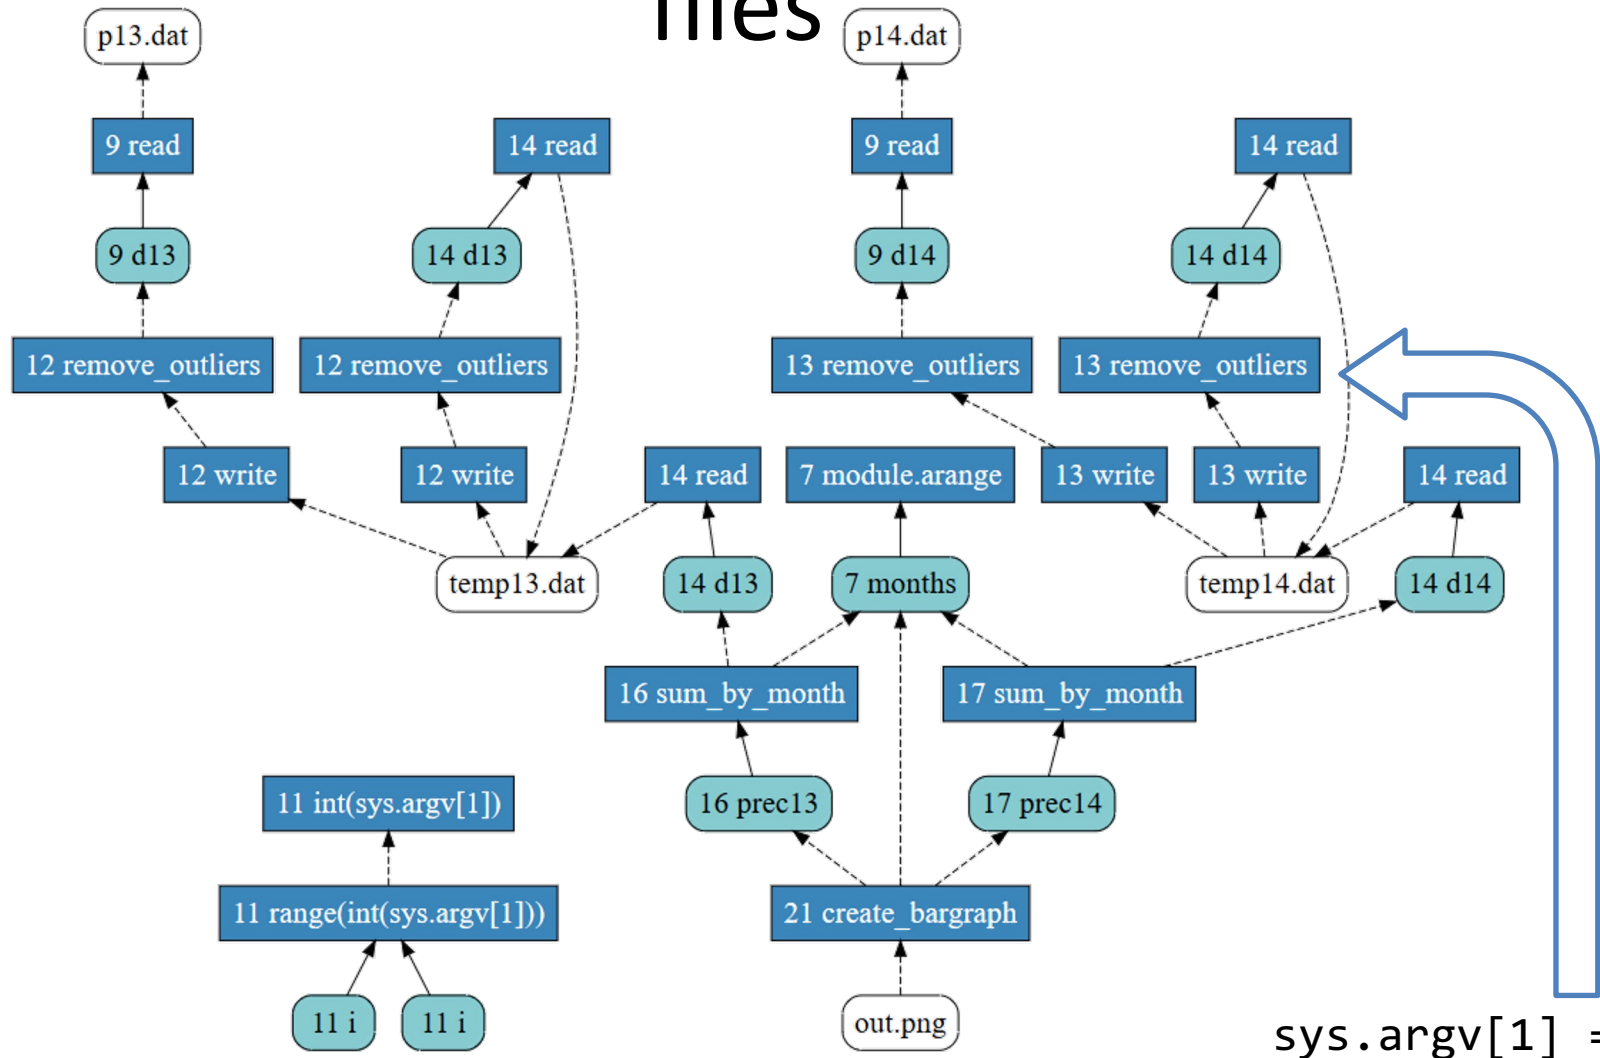 files
p13.dat
p14.dat
9 read
14 read
9 read
14 read
9 d13
14 d13
9 d14
14 d14
12 remove_outliers
12 remove_outliers
13 remove_outliers
13 remove_outliers
12 write
12 write
14 read
7 module.arange
13 write
13 write
14 read
temp13.dat
14 d13
7 months
temp14.dat
14 d14
16 sum_by_month
17 sum_by_month
11 int(sys.argv[1])
16 prec13
17 prec14
11 range(int(sys.argv[1]))
21 create_bargraph
11 i
11 i
out.png
sys.argv[1] =